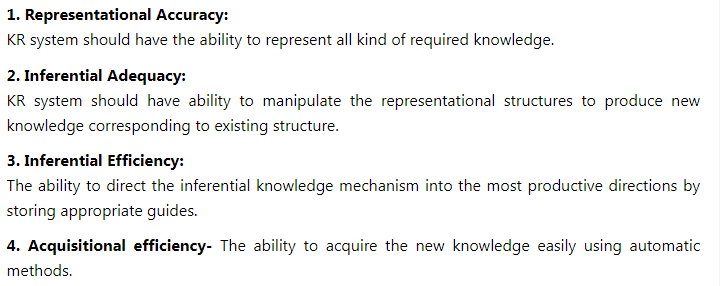 1. Representational Accuracy:
KR system should have the ability to represent all kind of required knowledge.
2. Inferential Adequacy:
KR system should have ability to manipulate the representational structures to produce new
knowledge corresponding to existing structure.
3. Inferential Efficiency:
The ability to direct the inferential knowledge mechanism into the most productive directions by
storing appropriate guides.
4. Acquisitional efficiency- The ability to acquire the new knowledge easily using automatic
methods.